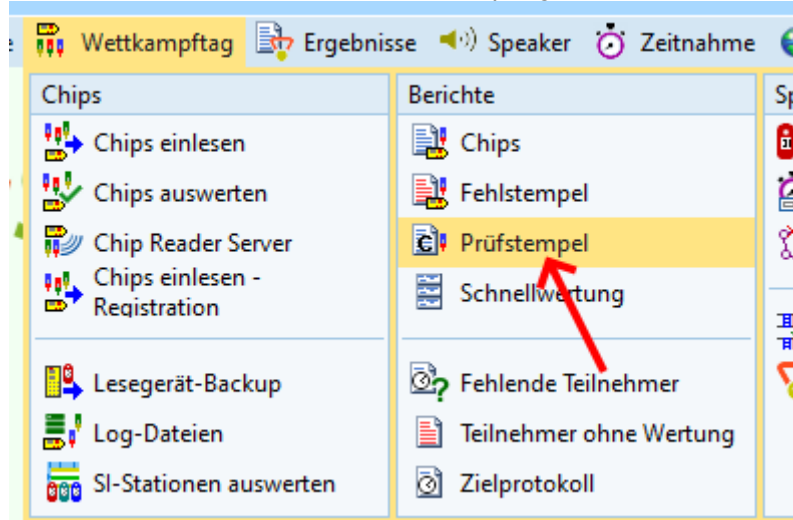 Wettkampftag Ergebnisse Speaker Zeitnahme
Chips
Chips einlesen
Chips auswerten
Chip Reader Server
Chips einlesen -
Registration
Lesegerät-Backup
Log-Dateien
SI-Stationen auswerten
Berichte
Chips
Fehlstempel
Prüfstempel
Schnellwertung
Fehlende Teilnehmer
Teilnehmer ohne Wertung
Zielprotokoll